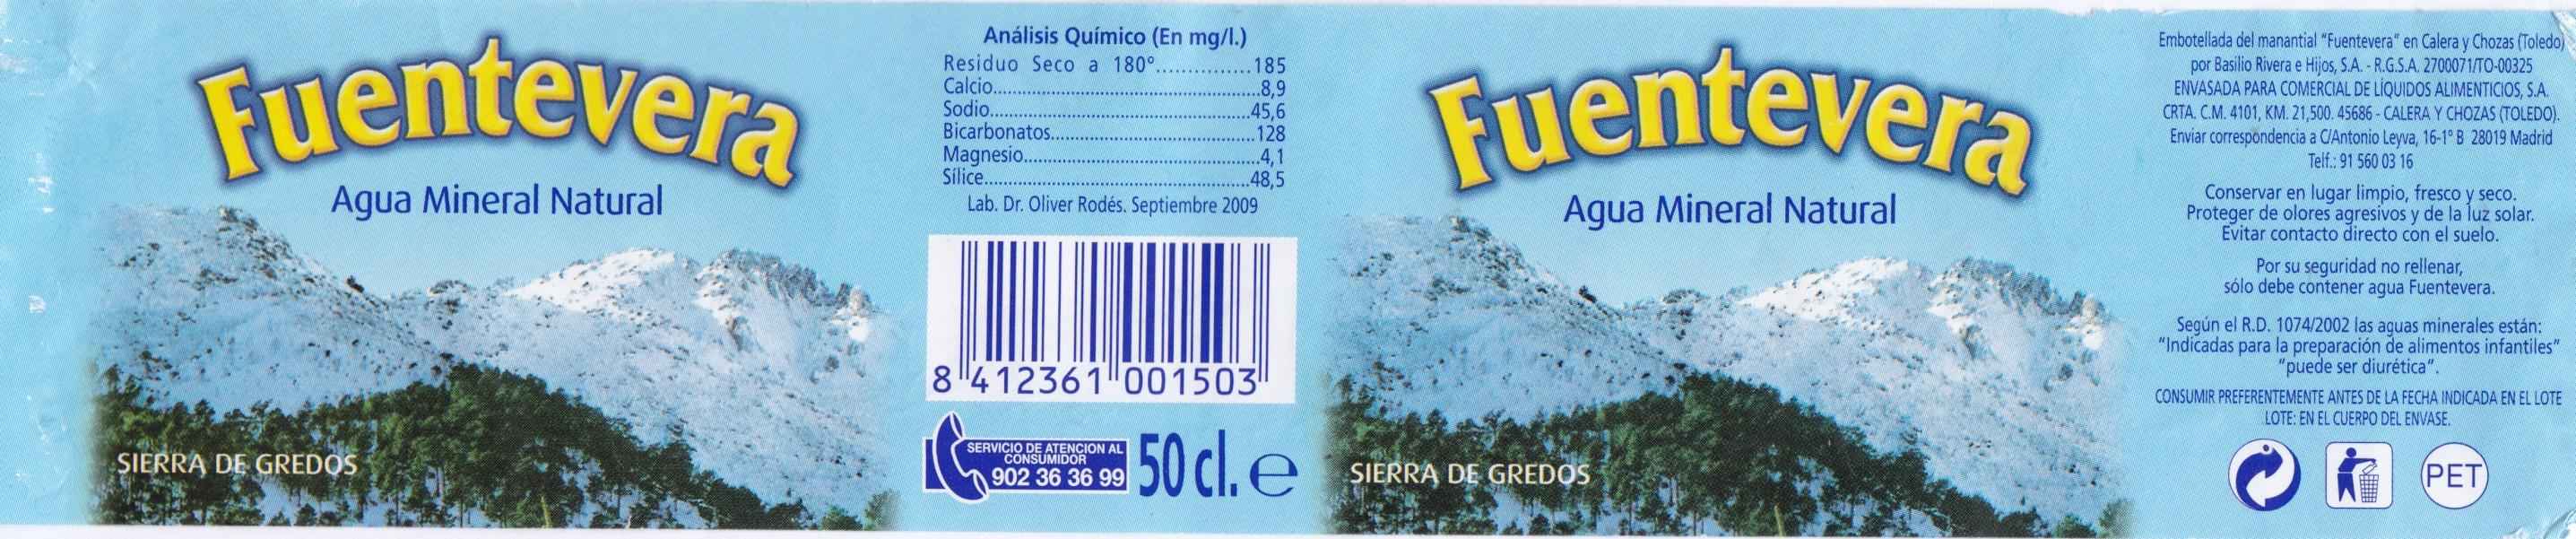 Fuentevera
Agua Mineral Natural
SIERRA DE GREDOS
Análisis Químico (En mg/l.)
Residuo Seco a 180°...............185
Calcio...............8,9
Sodio...............45,6
Bicarbonatos...............128
Magnesio...............4,1
Sílice...............48,5
Lab. Dr. Oliver Rodés. Septiembre 2009
8 412361 001503
SERVICIO DE ATENCION AL
CONSUMIDOR
902 36 36 99
50 cl. e
Fuentevera
Agua Mineral Natural
SIERRA DE GREDOS
Embotellada del manantial "Fuentevera" en Calera y Chozas (Toledo)
por Basilio Rivera e Hijos, S.A. - R.G.S.A. 2700071/TO-00325
ENVASADA PARA COMERCIAL DE LÍQUIDOS ALIMENTICIOS, S.A.
CRTA. C.M. 4101, KM. 21,500. 45686 - CALERA Y CHOZAS (TOLEDO).
Enviar correspondencia a C/Antonio Leyva, 16-1º B 28019 Madrid
Telf.: 91 560 03 16
Conservar en lugar limpio, fresco y seco.
Proteger de olores agresivos y de la luz solar.
Evitar contacto directo con el suelo.
Por su seguridad no rellenar,
sólo debe contener agua Fuentevera.
Según el R.D. 1074/2002 las aguas minerales están:
"Indicadas para la preparación de alimentos infantiles"
"puede ser diurética".
CONSUMIR PREFERENTEMENTE ANTES DE LA FECHA INDICADA EN EL LOTE
LOTE: EN EL CUERPO DEL ENVASE.
PET